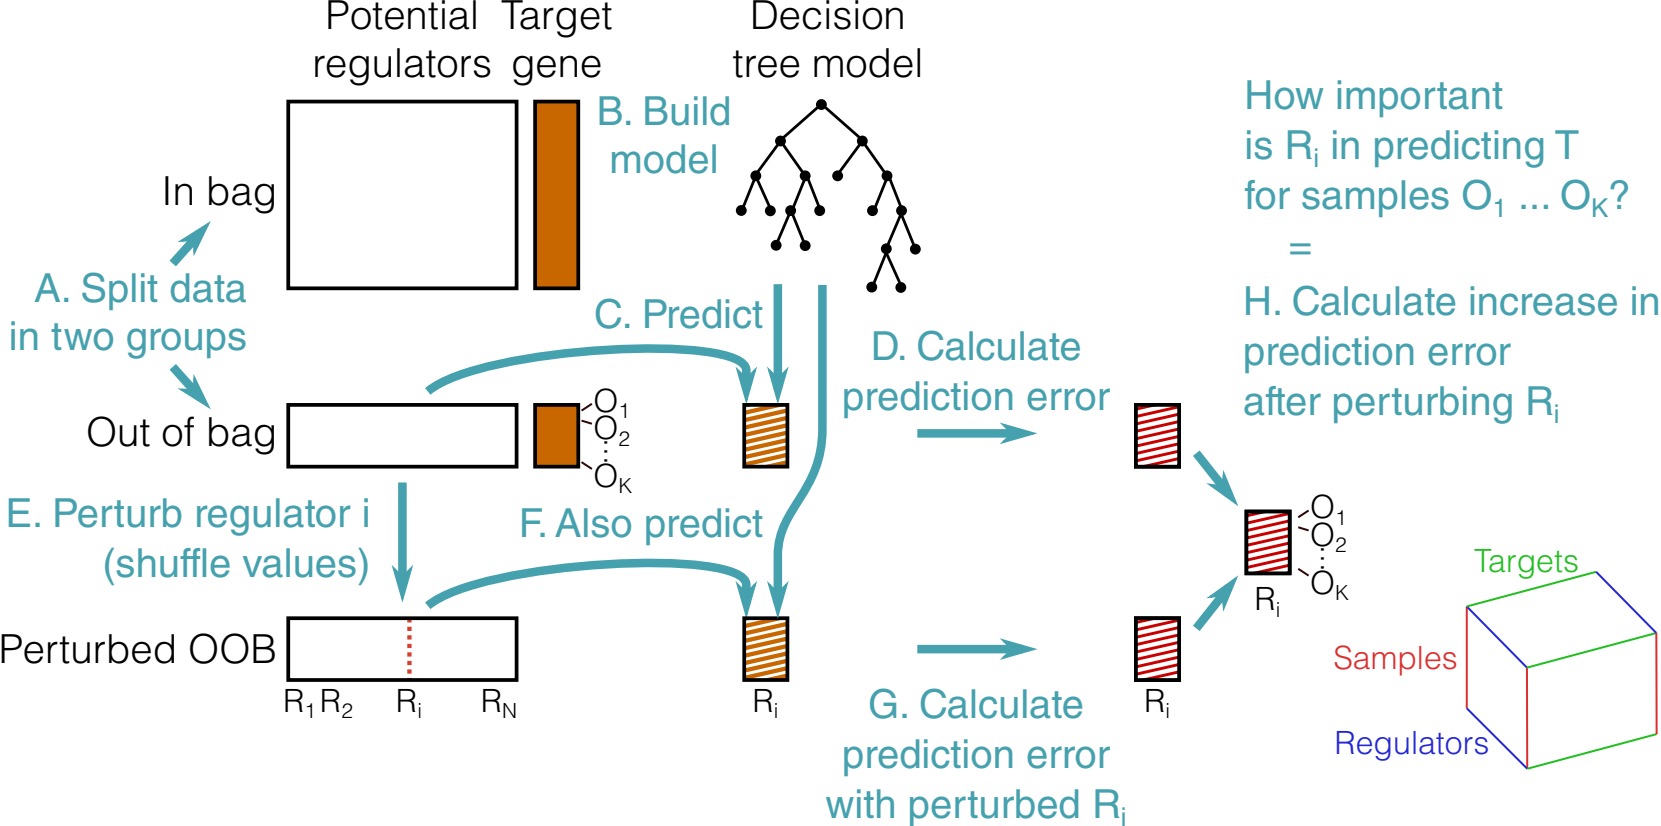 Potential
regulators
Target
gene
Decision
tree model
B. Build
model
In bag
A. Split data
in two groups
C. Predict
D. Calculate
prediction error
How important
is Ri in predicting T
for samples O1 ... OK?
=
H. Calculate increase in
prediction error
after perturbing Ri
Out of bag
O1
O2
OK
E. Perturb regulator i
(shuffle values)
F. Also predict
O1
O2
OK
Ri
Perturbed OOB
R1 R2 Ri RN
Ri
Ri
G. Calculate
prediction error
with perturbed Ri
Targets
Samples
Regulators